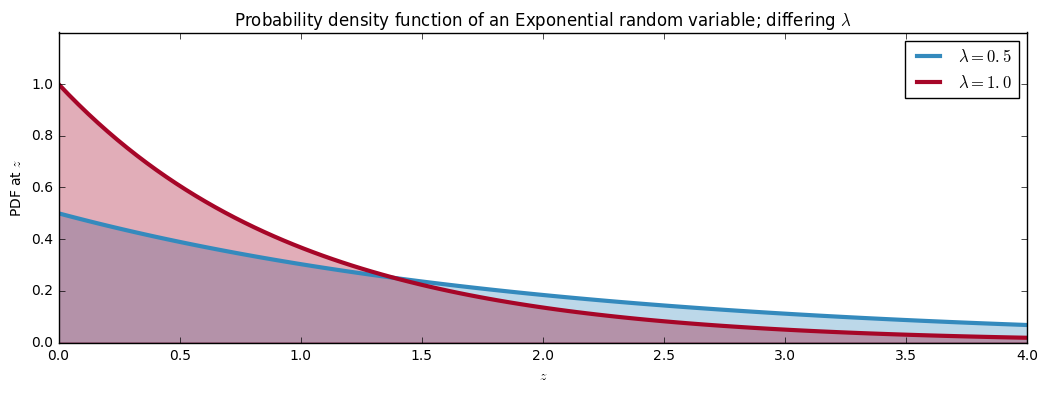 Probability density function of an Exponential random variable; differing λ
λ = 0.5
λ = 1.0
PDF at z
1.0
0.8
0.6
0.4
0.2
0.0
0.0 0.5 1.0 1.5 2.0 2.5 3.0 3.5 4.0
z